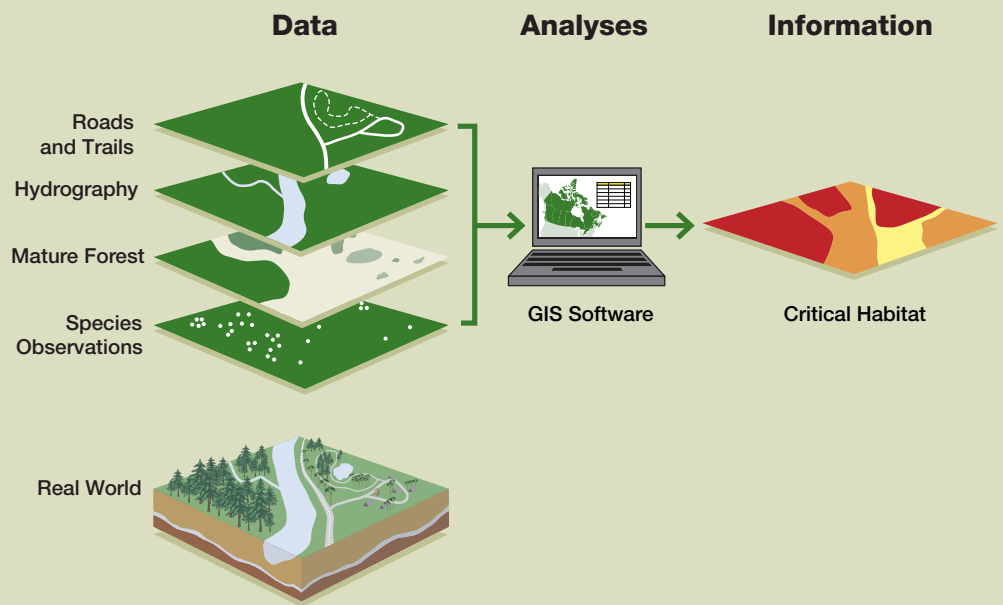 Data
Analyses
Information
Roads
and Trails
Hydrography
Mature Forest
Species
Observations
GIS Software
Critical Habitat
Real World